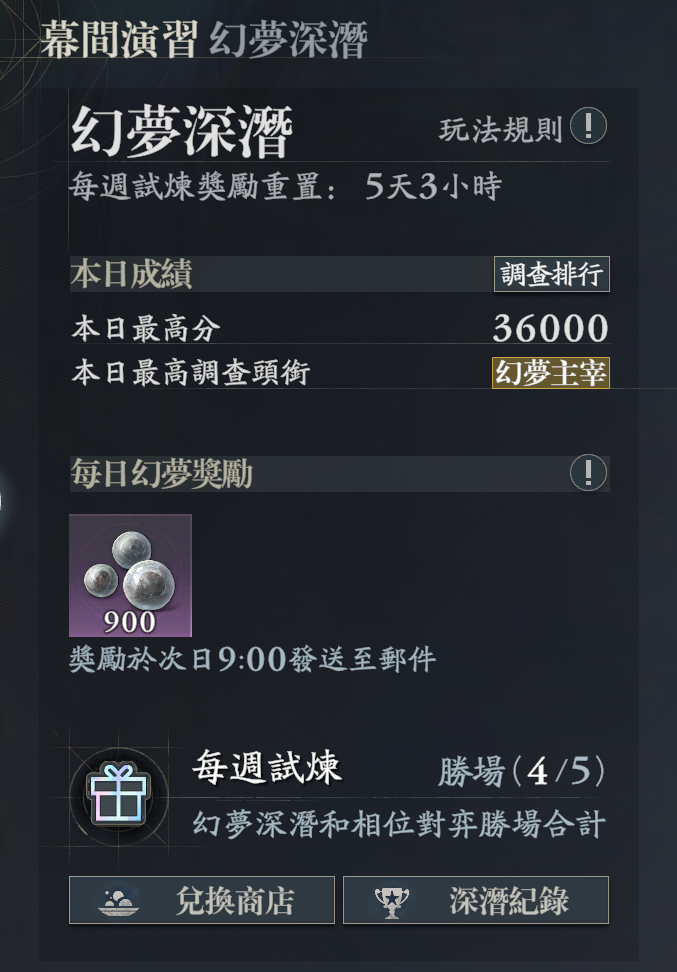 幕間演習 幻夢深潛
幻夢深潛 玩法規則
每週試煉獎勵重置： 5天3小時
本日成績 調查排行
本日最高分 36000
本日最高調查頭銜 幻夢主宰
每日幻夢獎勵
900
獎勵於次日9:00發送至郵件
每週試煉 勝場(4/5)
幻夢深潛和相位對弈勝場合計
兌換商店 深潛紀錄